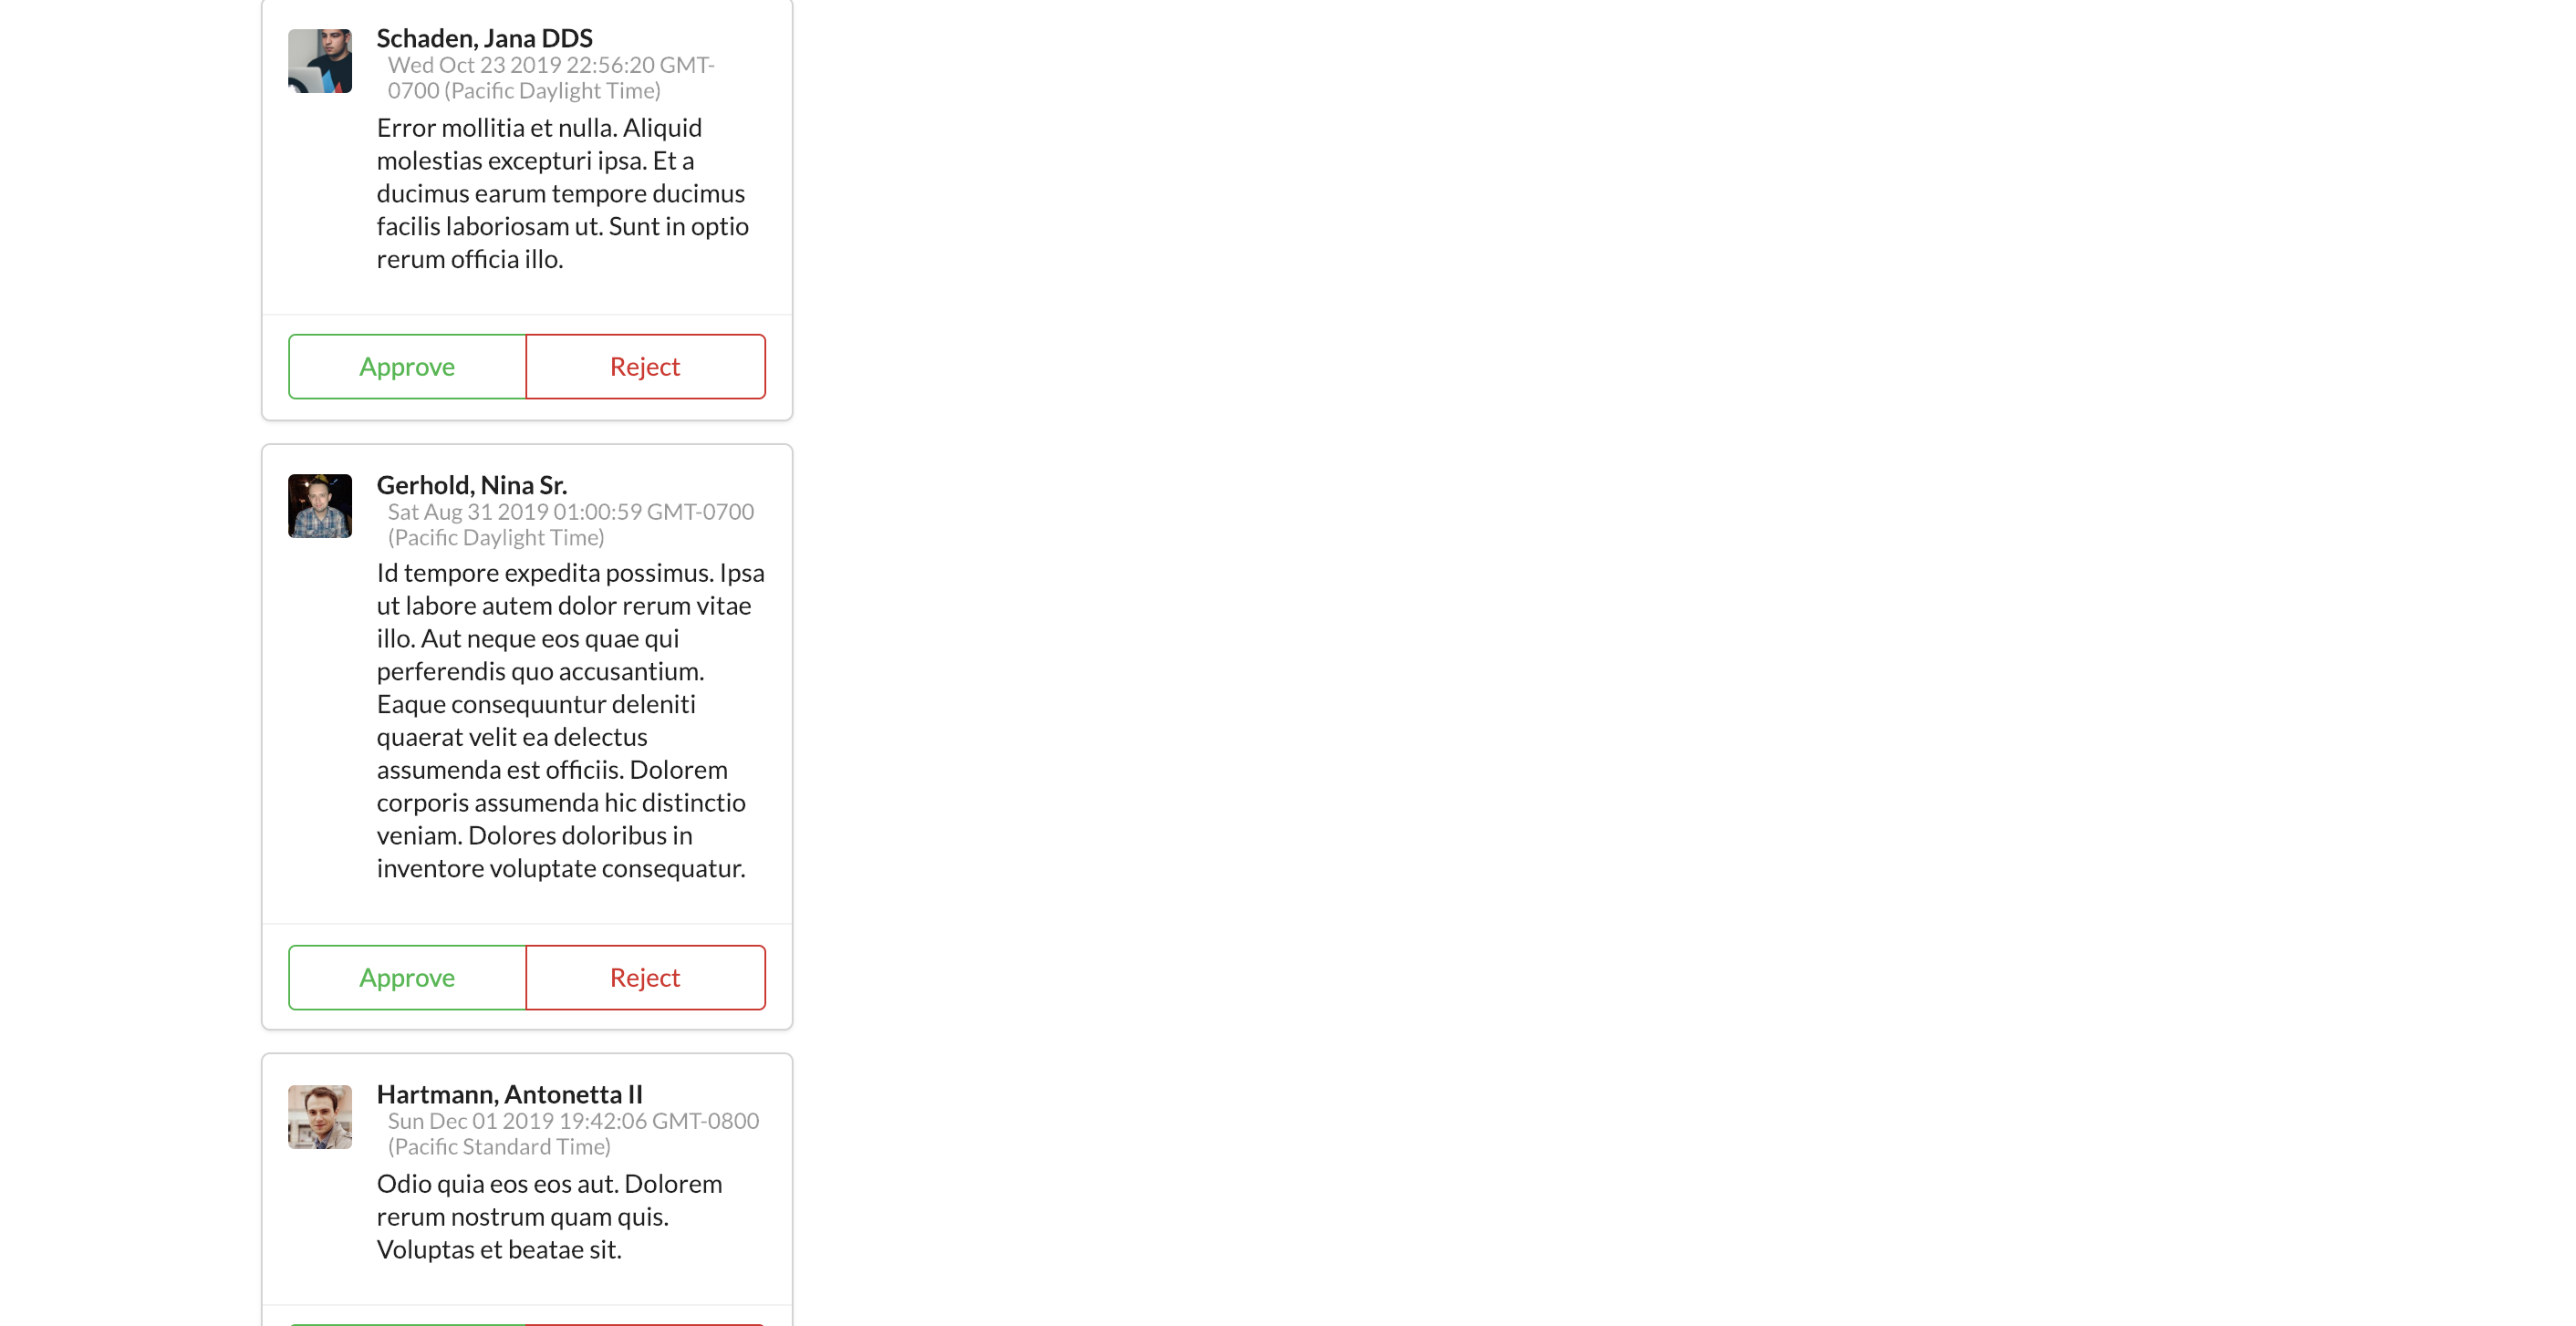 Schaden, Jana DDS
Wed Oct 23 2019 22:56:20 GMT-
0700 (Pacific Daylight Time)
Error mollitia et nulla. Aliquid
molestias excepturi ipsa. Et a
ducimus earum tempore ducimus
facilis laboriosam ut. Sunt in optio
rerum officia illo.
Approve
Reject
Gerhold, Nina Sr.
Sat Aug 31 2019 01:00:59 GMT-0700
(Pacific Daylight Time)
Id tempore expedita possimus. Ipsa
ut labore autem dolor rerum vitae
illo. Aut neque eos quae qui
perferendis quo accusantium.
Eaque consequuntur deleniti
quaerat velit ea delectus
assumenda est officiis. Dolorem
corporis assumenda hic distinctio
veniam. Dolores doloribus in
inventore voluptate consequatur.
Approve
Reject
Hartmann, Antonetta II
Sun Dec 01 2019 19:42:06 GMT-0800
(Pacific Standard Time)
Odio quia eos eos aut. Dolorem
rerum nostrum quam quis.
Voluptas et beatae sit.